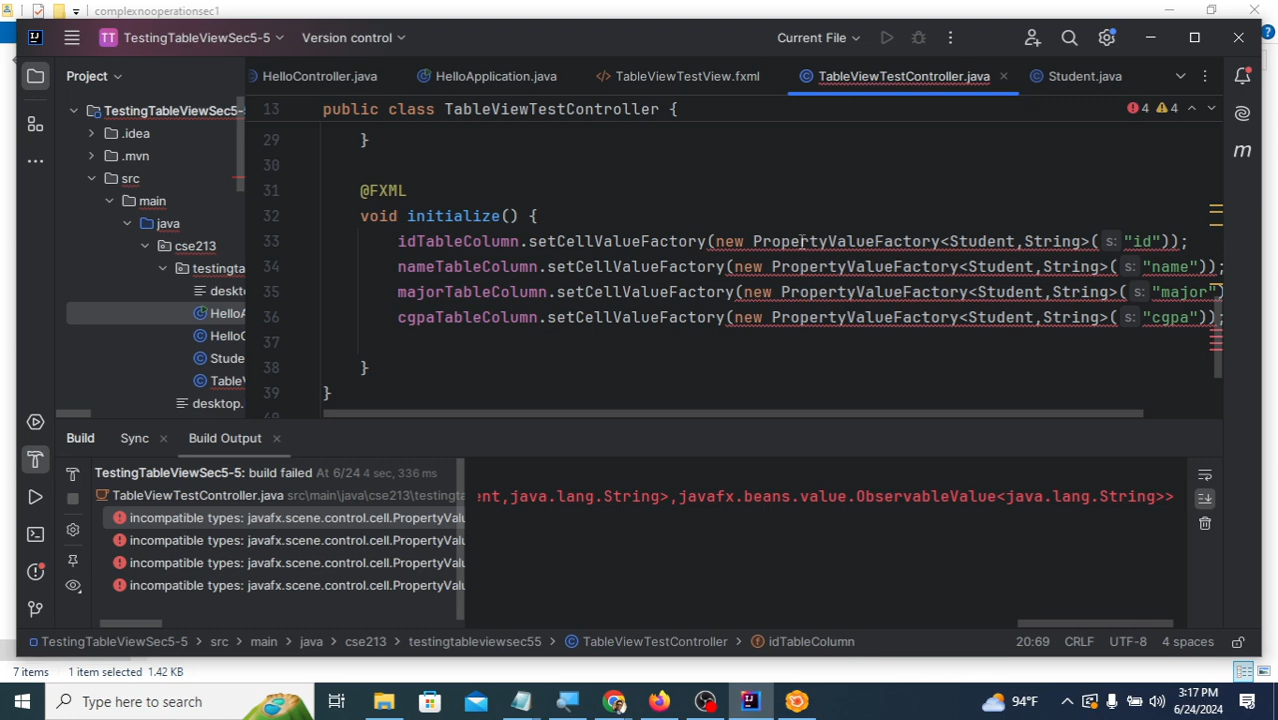 complexnooperationsec1
TT TestingTableViewSec5-5 Version control Current File
Project HelloController.java HelloApplication.java </> TableViewTestView.fxml TableViewTestController.java Student.java
TestingTableViewSec5-5
.idea
.mvn
src
main
java
cse213
testingta
deskto
HelloA
HelloC
Stude
TableV
desktop.
13 public class TableViewTestController {
4 4
29 }
30
31 @FXML
32 void initialize() {
33 idTableColumn.setCellValueFactory(new PropertyValueFactory<Student,String>( s: "id"));
34 nameTableColumn.setCellValueFactory(new PropertyValueFactory<Student,String>( s: "name"));
35 majorTableColumn.setCellValueFactory(new PropertyValueFactory<Student,String>( s: "major")
36 cgpaTableColumn.setCellValueFactory(new PropertyValueFactory<Student,String>( s: "cgpa"));
37
38 }
39 }
Build Sync Build Output
TestingTableViewSec5-5: build failed At 6/24 4 sec, 336 ms
TableViewTestController.java src\main\java\cse213\testingta
incompatible types: javafx.scene.control.cell.PropertyValu
incompatible types: javafx.scene.control.cell.PropertyValu
incompatible types: javafx.scene.control.cell.PropertyValu
incompatible types: javafx.scene.control.cell.PropertyValu
ent,java.lang.String>,javafx.beans.value.ObservableValue<java.lang.String>>
TestingTableViewSec5-5 > src > main > java > cse213 > testingtableviewsec55 > TableViewTestController > idTableColumn 20:69 CRLF UTF-8 4 spaces
7 items 1 item selected 1.42 KB
Type here to search
94°F
3:17 PM
6/24/2024